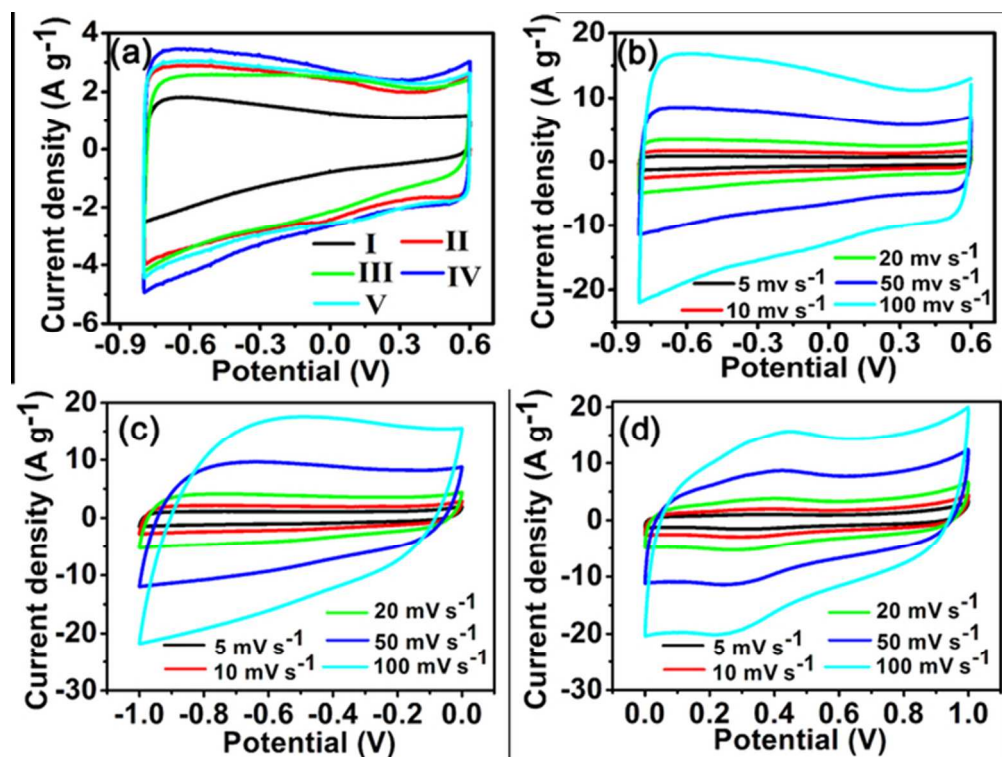 (a)
Current density (A g⁻¹)
6
4
2
0
-2
-4
-6
I II
III IV
V
-0.9 -0.6 -0.3 0.0 0.3 0.6
Potential (V)
(b)
Current density (A g⁻¹)
20
10
0
-10
-20
20 mv s⁻¹
5 mv s⁻¹ 50 mv s⁻¹
10 mv s⁻¹ 100 mv s⁻¹
-0.9 -0.6 -0.3 0.0 0.3 0.6
Potential (V)
(c)
Current density (A g⁻¹)
20
10
0
-10
-20
-30
20 mV s⁻¹
5 mV s⁻¹ 50 mV s⁻¹
10 mV s⁻¹ 100 mV s⁻¹
-1.0 -0.8 -0.6 -0.4 -0.2 0.0
Potential (V)
(d)
Current density (A g⁻¹)
20
10
0
-10
-20
-30
20 mV s⁻¹
5 mV s⁻¹ 50 mV s⁻¹
10 mV s⁻¹ 100 mV s⁻¹
0.0 0.2 0.4 0.6 0.8 1.0
Potential (V)